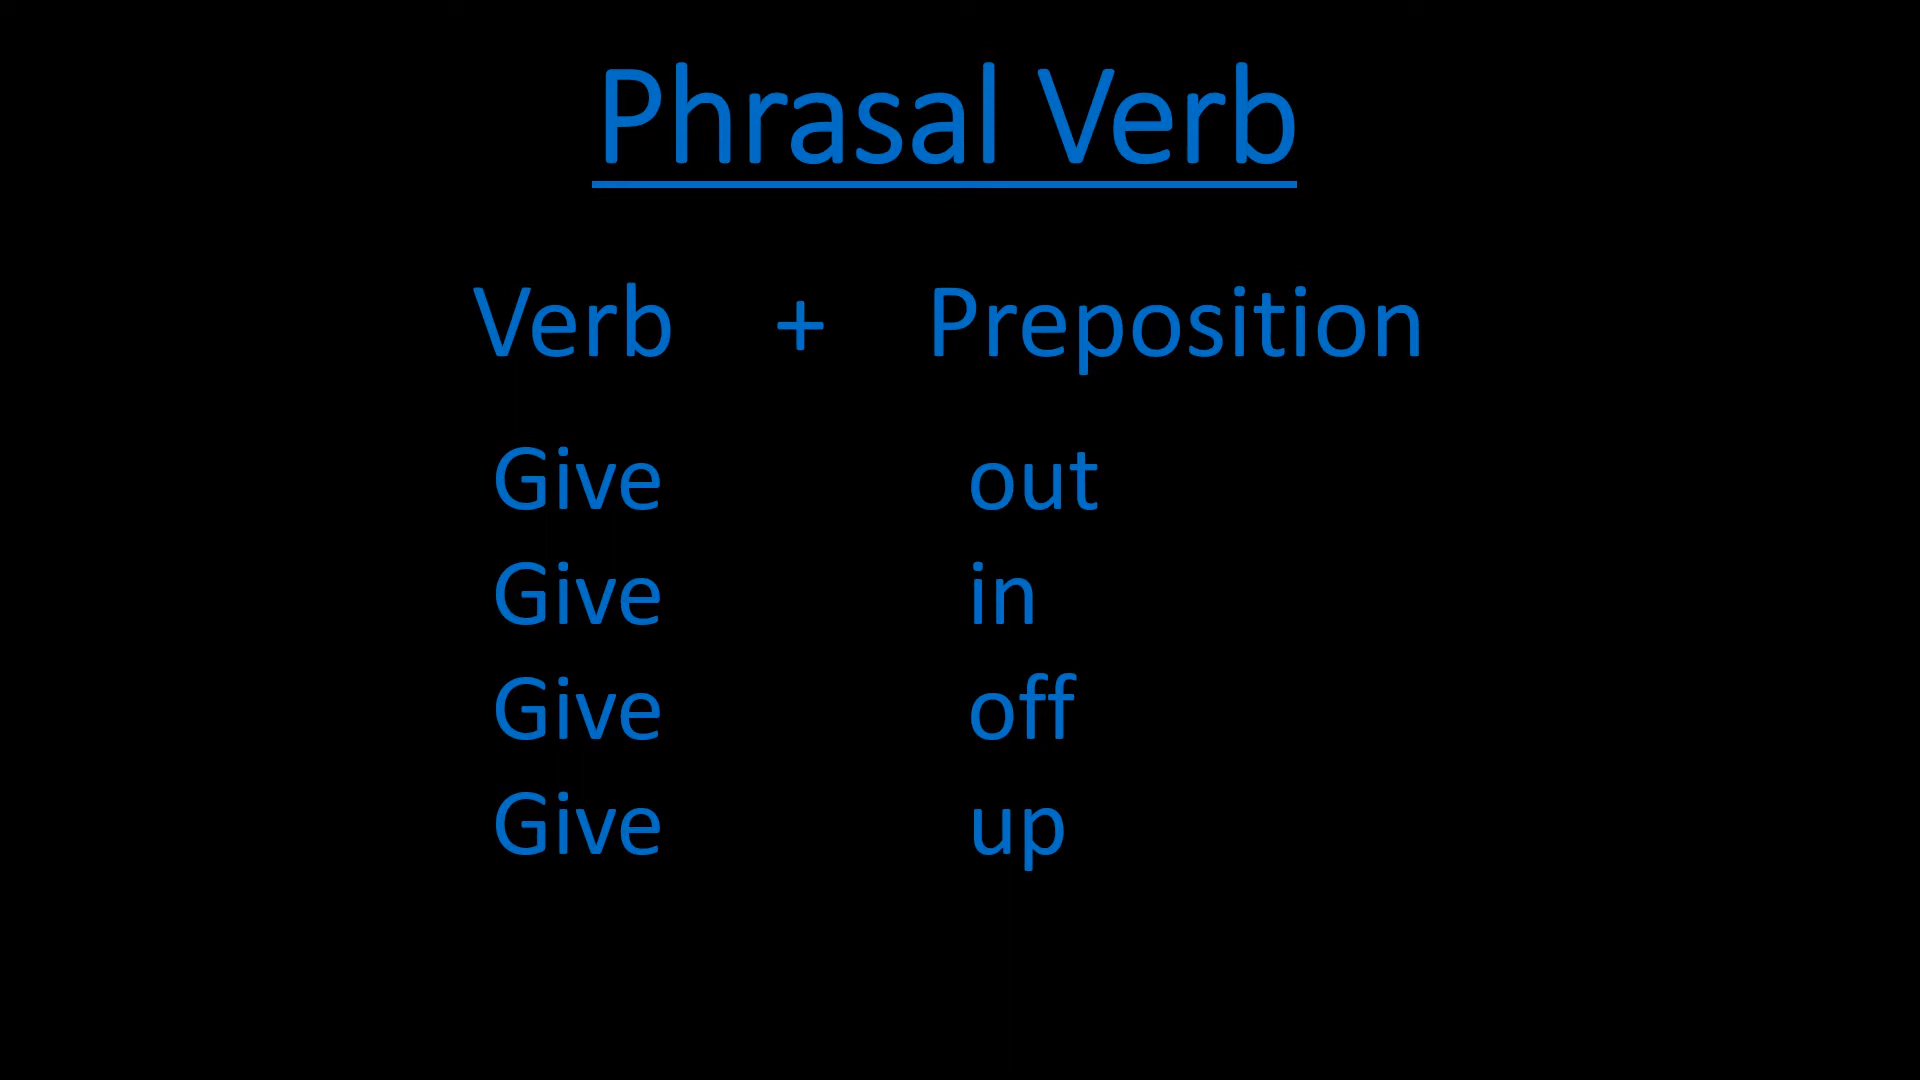 Phrasal Verb
Verb + Preposition
Give out
Give in
Give off
Give up